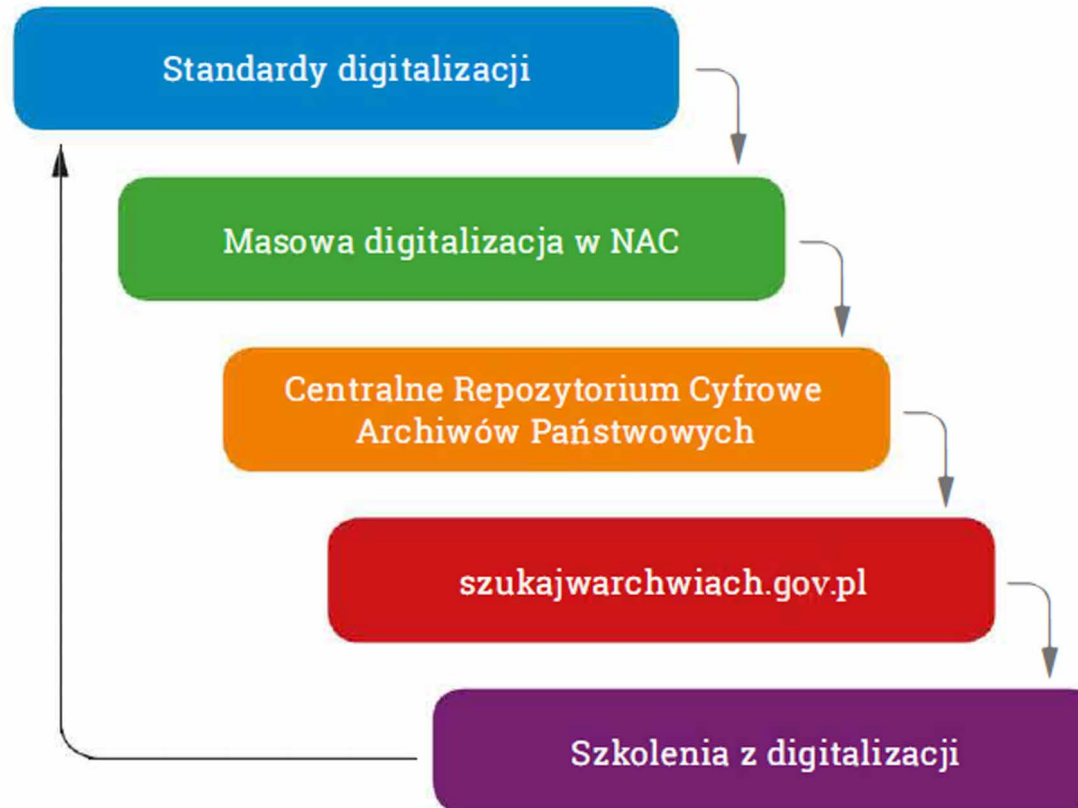 Standardy digitalizacji
Masowa digitalizacja w NAC
Centralne Repozytorium Cyfrowe
Archiwów Państwowych
szukajwarchwiach.gov.pl
Szkolenia z digitalizacji